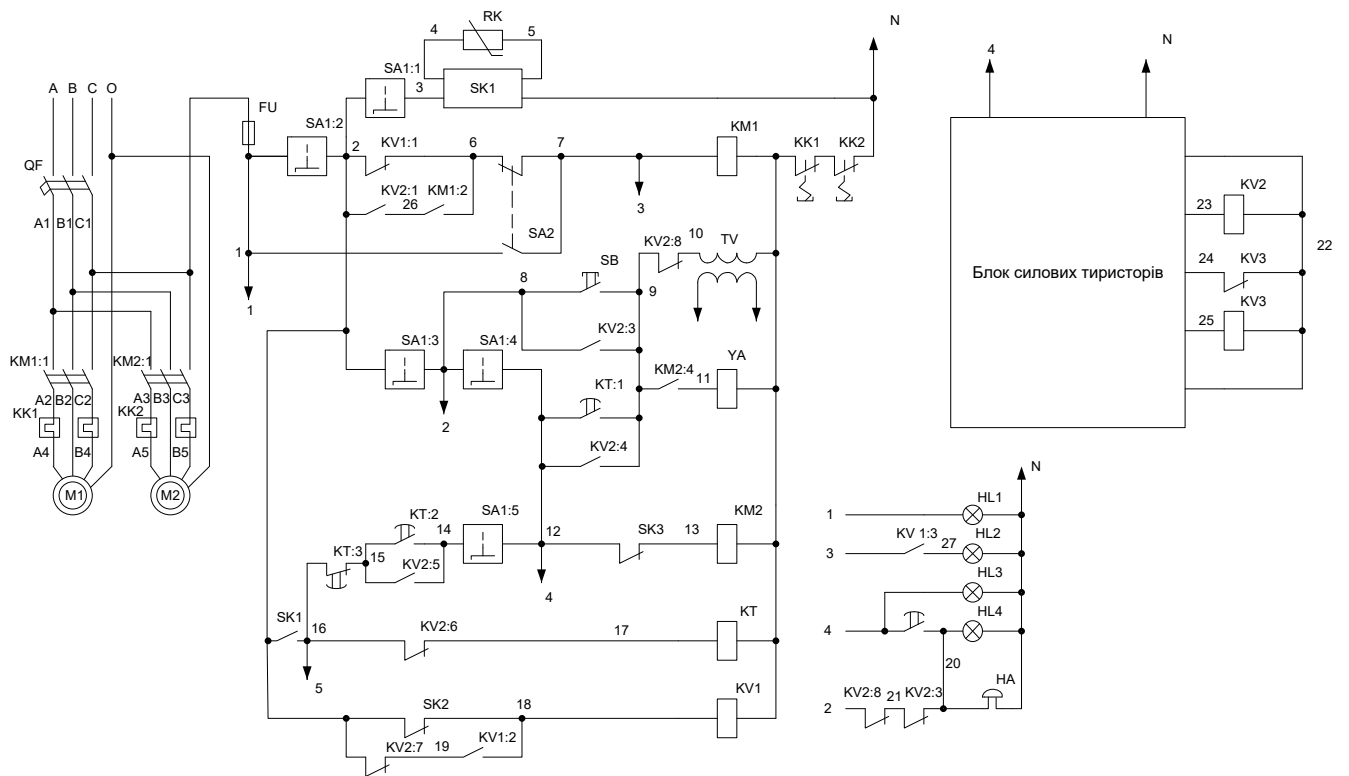 RK
4 5
N
SA1:1
3
SK1
A B C O
FU
SA1:2
2
KV1:1
6
7
KM1
KK1
KK2
QF
KV2:1
26
KM1:2
3
A1 B1 C1
SA2
1
1
KV2:8
10
TV
SB
8
9
KV2:3
SA1:3
SA1:4
YA
KM1:1
KM2:1
KT:1
KM2:4
11
A2 B2 C2
A3 B3 C3
KK1
KK2
2
KV2:4
A4 B4
A5 B5
M1
M2
KT:2
14
SA1:5
12
SK3
13
KM2
KT:3
15
KV2:5
4
SK1
16
KV2:6
17
KT
5
SK2
18
KV1
KV2:7
19
KV1:2
4
N
KV2
23
22
24
KV3
Блок силових тиристорів
KV3
25
N
HL1
1
KV 1:3
27
HL2
3
HL3
HL4
4
20
HA
KV2:8
21
KV2:3
2